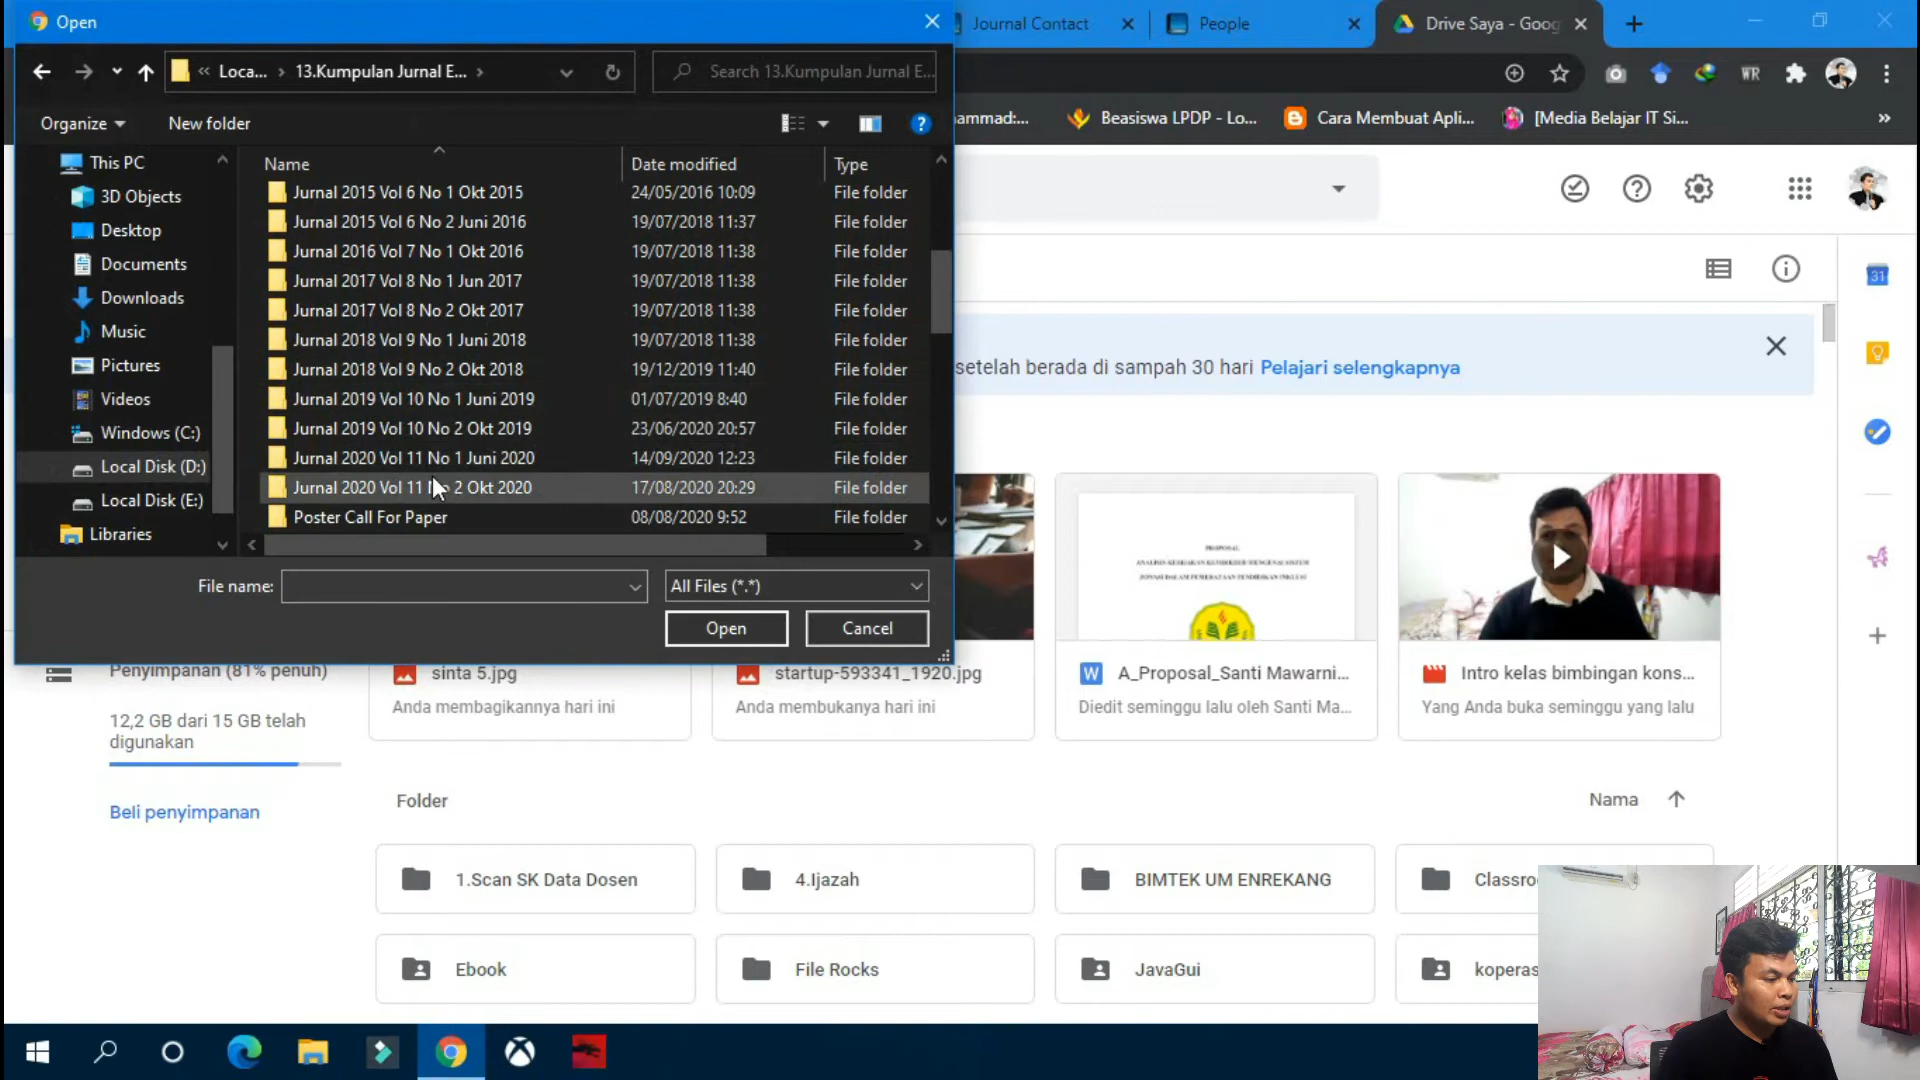 Open
Journal Contact
People
Drive Saya - Goog
« Loca... › 13.Kumpulan Jurnal E... ›
Search 13.Kumpulan Jurnal E...
WR
Organize
New folder
ammad:...
Beasiswa LPDP - Lo...
Cara Membuat Apli...
[Media Belajar IT Si...
»
This PC
3D Objects
Desktop
Documents
Downloads
Music
Pictures
Videos
Windows (C:)
Local Disk (D:)
Local Disk (E:)
Libraries
Name Date modified Type
Jurnal 2015 Vol 6 No 1 Okt 2015 24/05/2016 10:09 File folder
Jurnal 2015 Vol 6 No 2 Juni 2016 19/07/2018 11:37 File folder
Jurnal 2016 Vol 7 No 1 Okt 2016 19/07/2018 11:38 File folder
Jurnal 2017 Vol 8 No 1 Jun 2017 19/07/2018 11:38 File folder
Jurnal 2017 Vol 8 No 2 Okt 2017 19/07/2018 11:38 File folder
Jurnal 2018 Vol 9 No 1 Juni 2018 19/07/2018 11:38 File folder
Jurnal 2018 Vol 9 No 2 Okt 2018 19/12/2019 11:40 File folder
Jurnal 2019 Vol 10 No 1 Juni 2019 01/07/2019 8:40 File folder
Jurnal 2019 Vol 10 No 2 Okt 2019 23/06/2020 20:57 File folder
Jurnal 2020 Vol 11 No 1 Juni 2020 14/09/2020 12:23 File folder
Jurnal 2020 Vol 11 No 2 Okt 2020 17/08/2020 20:29 File folder
Poster Call For Paper 08/08/2020 9:52 File folder
File name:
All Files (*.*)
Open
Cancel
31
setelah berada di sampah 30 hari Pelajari selengkapnya
PROPOSAL
Penyimpanan (81% penuh)
12,2 GB dari 15 GB telah
digunakan
Beli penyimpanan
sinta 5.jpg
Anda membagikannya hari ini
startup-593341_1920.jpg
Anda membukanya hari ini
W A_Proposal_Santi Mawarni...
Diedit seminggu lalu oleh Santi Ma...
Intro kelas bimbingan kons...
Yang Anda buka seminggu yang lalu
Folder
Nama
1.Scan SK Data Dosen
4.Ijazah
BIMTEK UM ENREKANG
Classro
Ebook
File Rocks
JavaGui
koperas